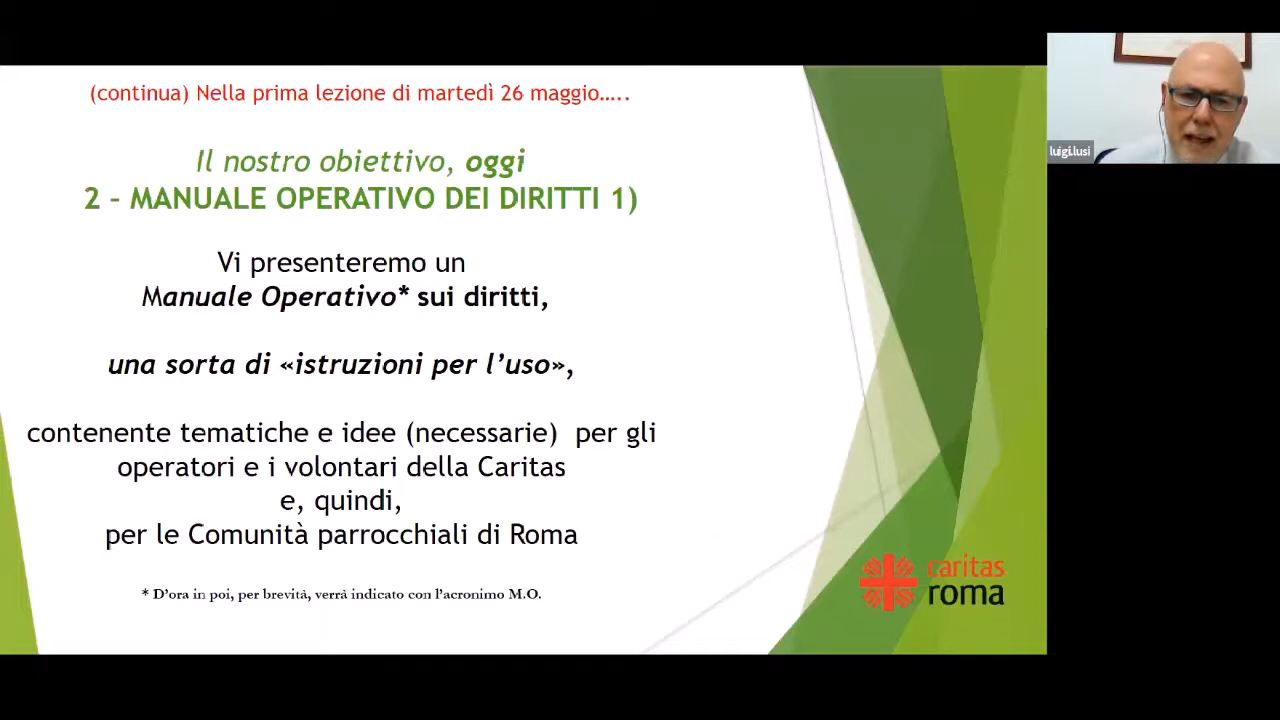 (continua) Nella prima lezione di martedì 26 maggio…..
Il nostro obiettivo, oggi
2 – MANUALE OPERATIVO DEI DIRITTI 1)
Vi presenteremo un
Manuale Operativo* sui diritti,
una sorta di «istruzioni per l’uso»,
contenente tematiche e idee (necessarie) per gli
operatori e i volontari della Caritas
e, quindi,
per le Comunità parrocchiali di Roma
* D’ora in poi, per brevità, verrà indicato con l’acronimo M.O.
caritas
roma
luigi.lusi